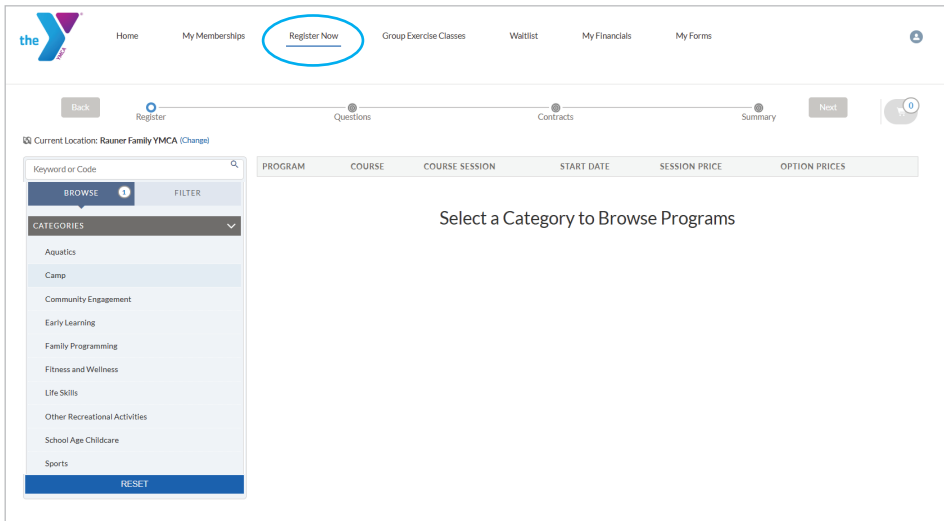 the
YMCA
Home My Memberships Register Now Group Exercise Classes Waitlist My Financials My Forms
Back Register Questions Contracts Summary Next 0
Current Location: Rauner Family YMCA (Change)
Keyword or Code
BROWSE 1 FILTER
PROGRAM COURSE COURSE SESSION START DATE SESSION PRICE OPTION PRICES
Select a Category to Browse Programs
CATEGORIES
Aquatics
Camp
Community Engagement
Early Learning
Family Programming
Fitness and Wellness
Life Skills
Other Recreational Activities
School Age Childcare
Sports
RESET